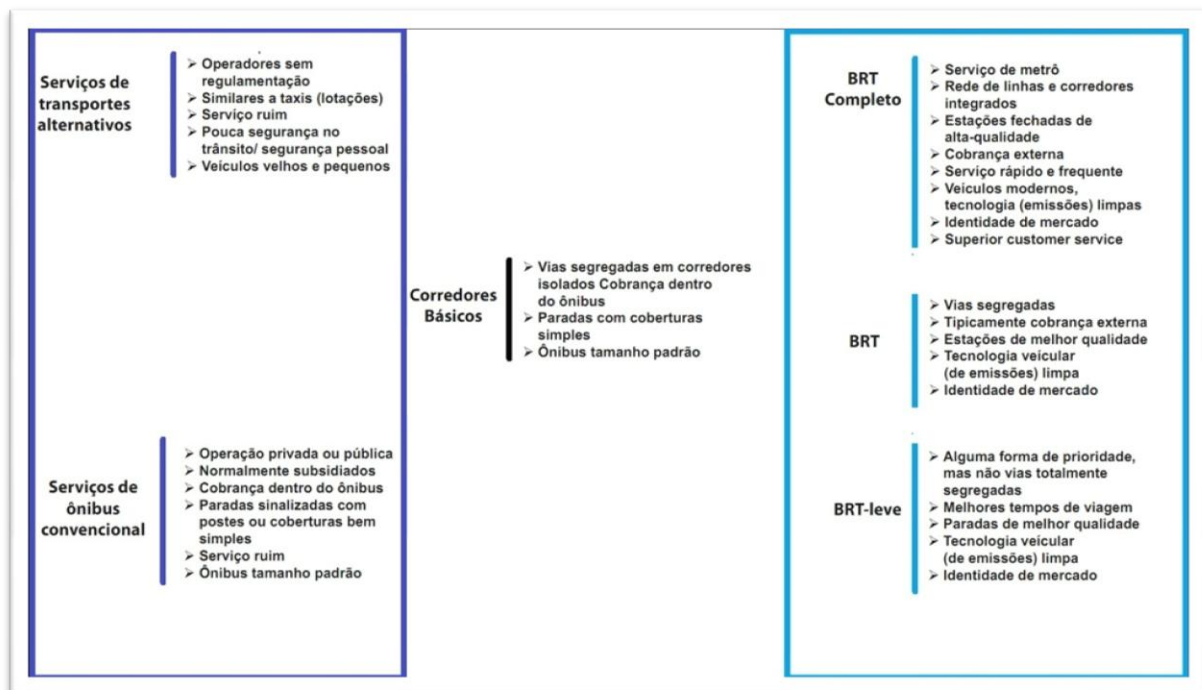 Serviços de
transportes
alternativos
➢ Operadores sem
regulamentação
➢ Similares a taxis (lotações)
➢ Serviço ruim
➢ Pouca segurança no
trânsito/ segurança pessoal
➢ Veículos velhos e pequenos
Serviços de
ônibus
convencional
➢ Operação privada ou pública
➢ Normalmente subsidiados
➢ Cobrança dentro do ônibus
➢ Paradas sinalizadas com
postes ou coberturas bem
simples
➢ Serviço ruim
➢ Ônibus tamanho padrão
Corredores
Básicos
➢ Vias segregadas em corredores
isolados Cobrança dentro
do ônibus
➢ Paradas com coberturas
simples
➢ Ônibus tamanho padrão
BRT
Completo
➢ Serviço de metrô
➢ Rede de linhas e corredores
integrados
➢ Estações fechadas de
alta-qualidade
➢ Cobrança externa
➢ Serviço rápido e frequente
➢ Veículos modernos,
tecnologia (emissões) limpas
➢ Identidade de mercado
➢ Superior customer service
BRT
➢ Vias segregadas
➢ Tipicamente cobrança externa
➢ Estações de melhor qualidade
➢ Tecnologia veicular
(de emissões) limpa
➢ Identidade de mercado
BRT-leve
➢ Alguma forma de prioridade,
mas não vias totalmente
segregadas
➢ Melhores tempos de viagem
➢ Paradas de melhor qualidade
➢ Tecnologia veícular
(de emissões) limpa
➢ Identidade de mercado